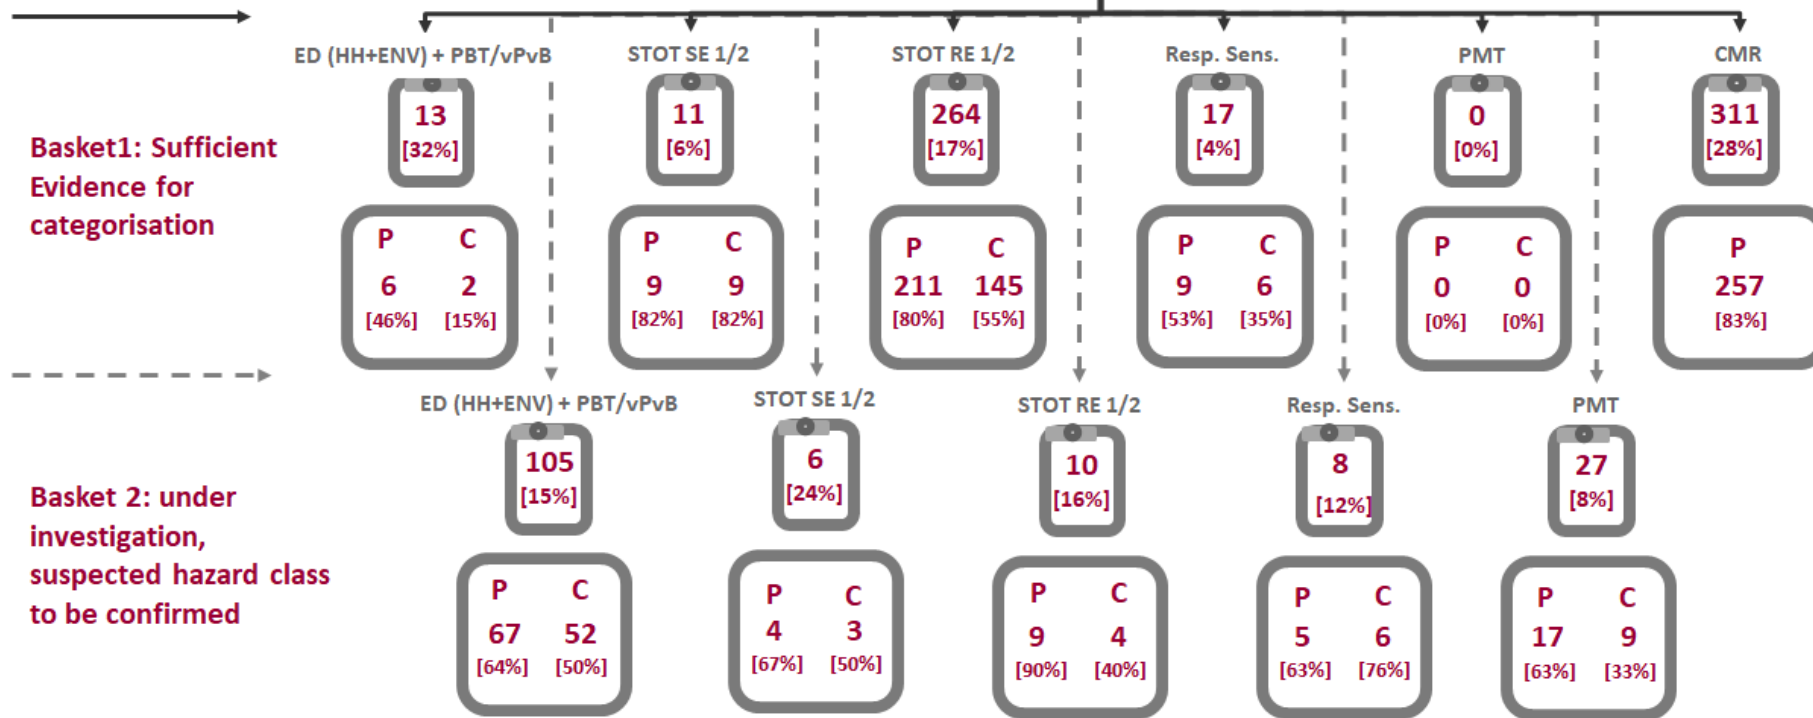 ED (HH+ENV) + PBT/vPvB STOT SE 1/2 STOT RE 1/2 Resp. Sens. PMT CMR
13 11 264 17 0 311
[32%] [6%] [17%] [4%] [0%] [28%]
Basket1: Sufficient
Evidence for
categorisation
P C P C P C P C P C P
6 2 9 9 211 145 9 6 0 0 257
[46%] [15%] [82%] [82%] [80%] [55%] [53%] [35%] [0%] [0%] [83%]
ED (HH+ENV) + PBT/vPvB STOT SE 1/2 STOT RE 1/2 Resp. Sens. PMT
105 6 10 8 27
[15%] [24%] [16%] [12%] [8%]
Basket 2: under
investigation,
suspected hazard class
to be confirmed
P C P C P C P C P C
67 52 4 3 9 4 5 6 17 9
[64%] [50%] [67%] [50%] [90%] [40%] [63%] [76%] [63%] [33%]